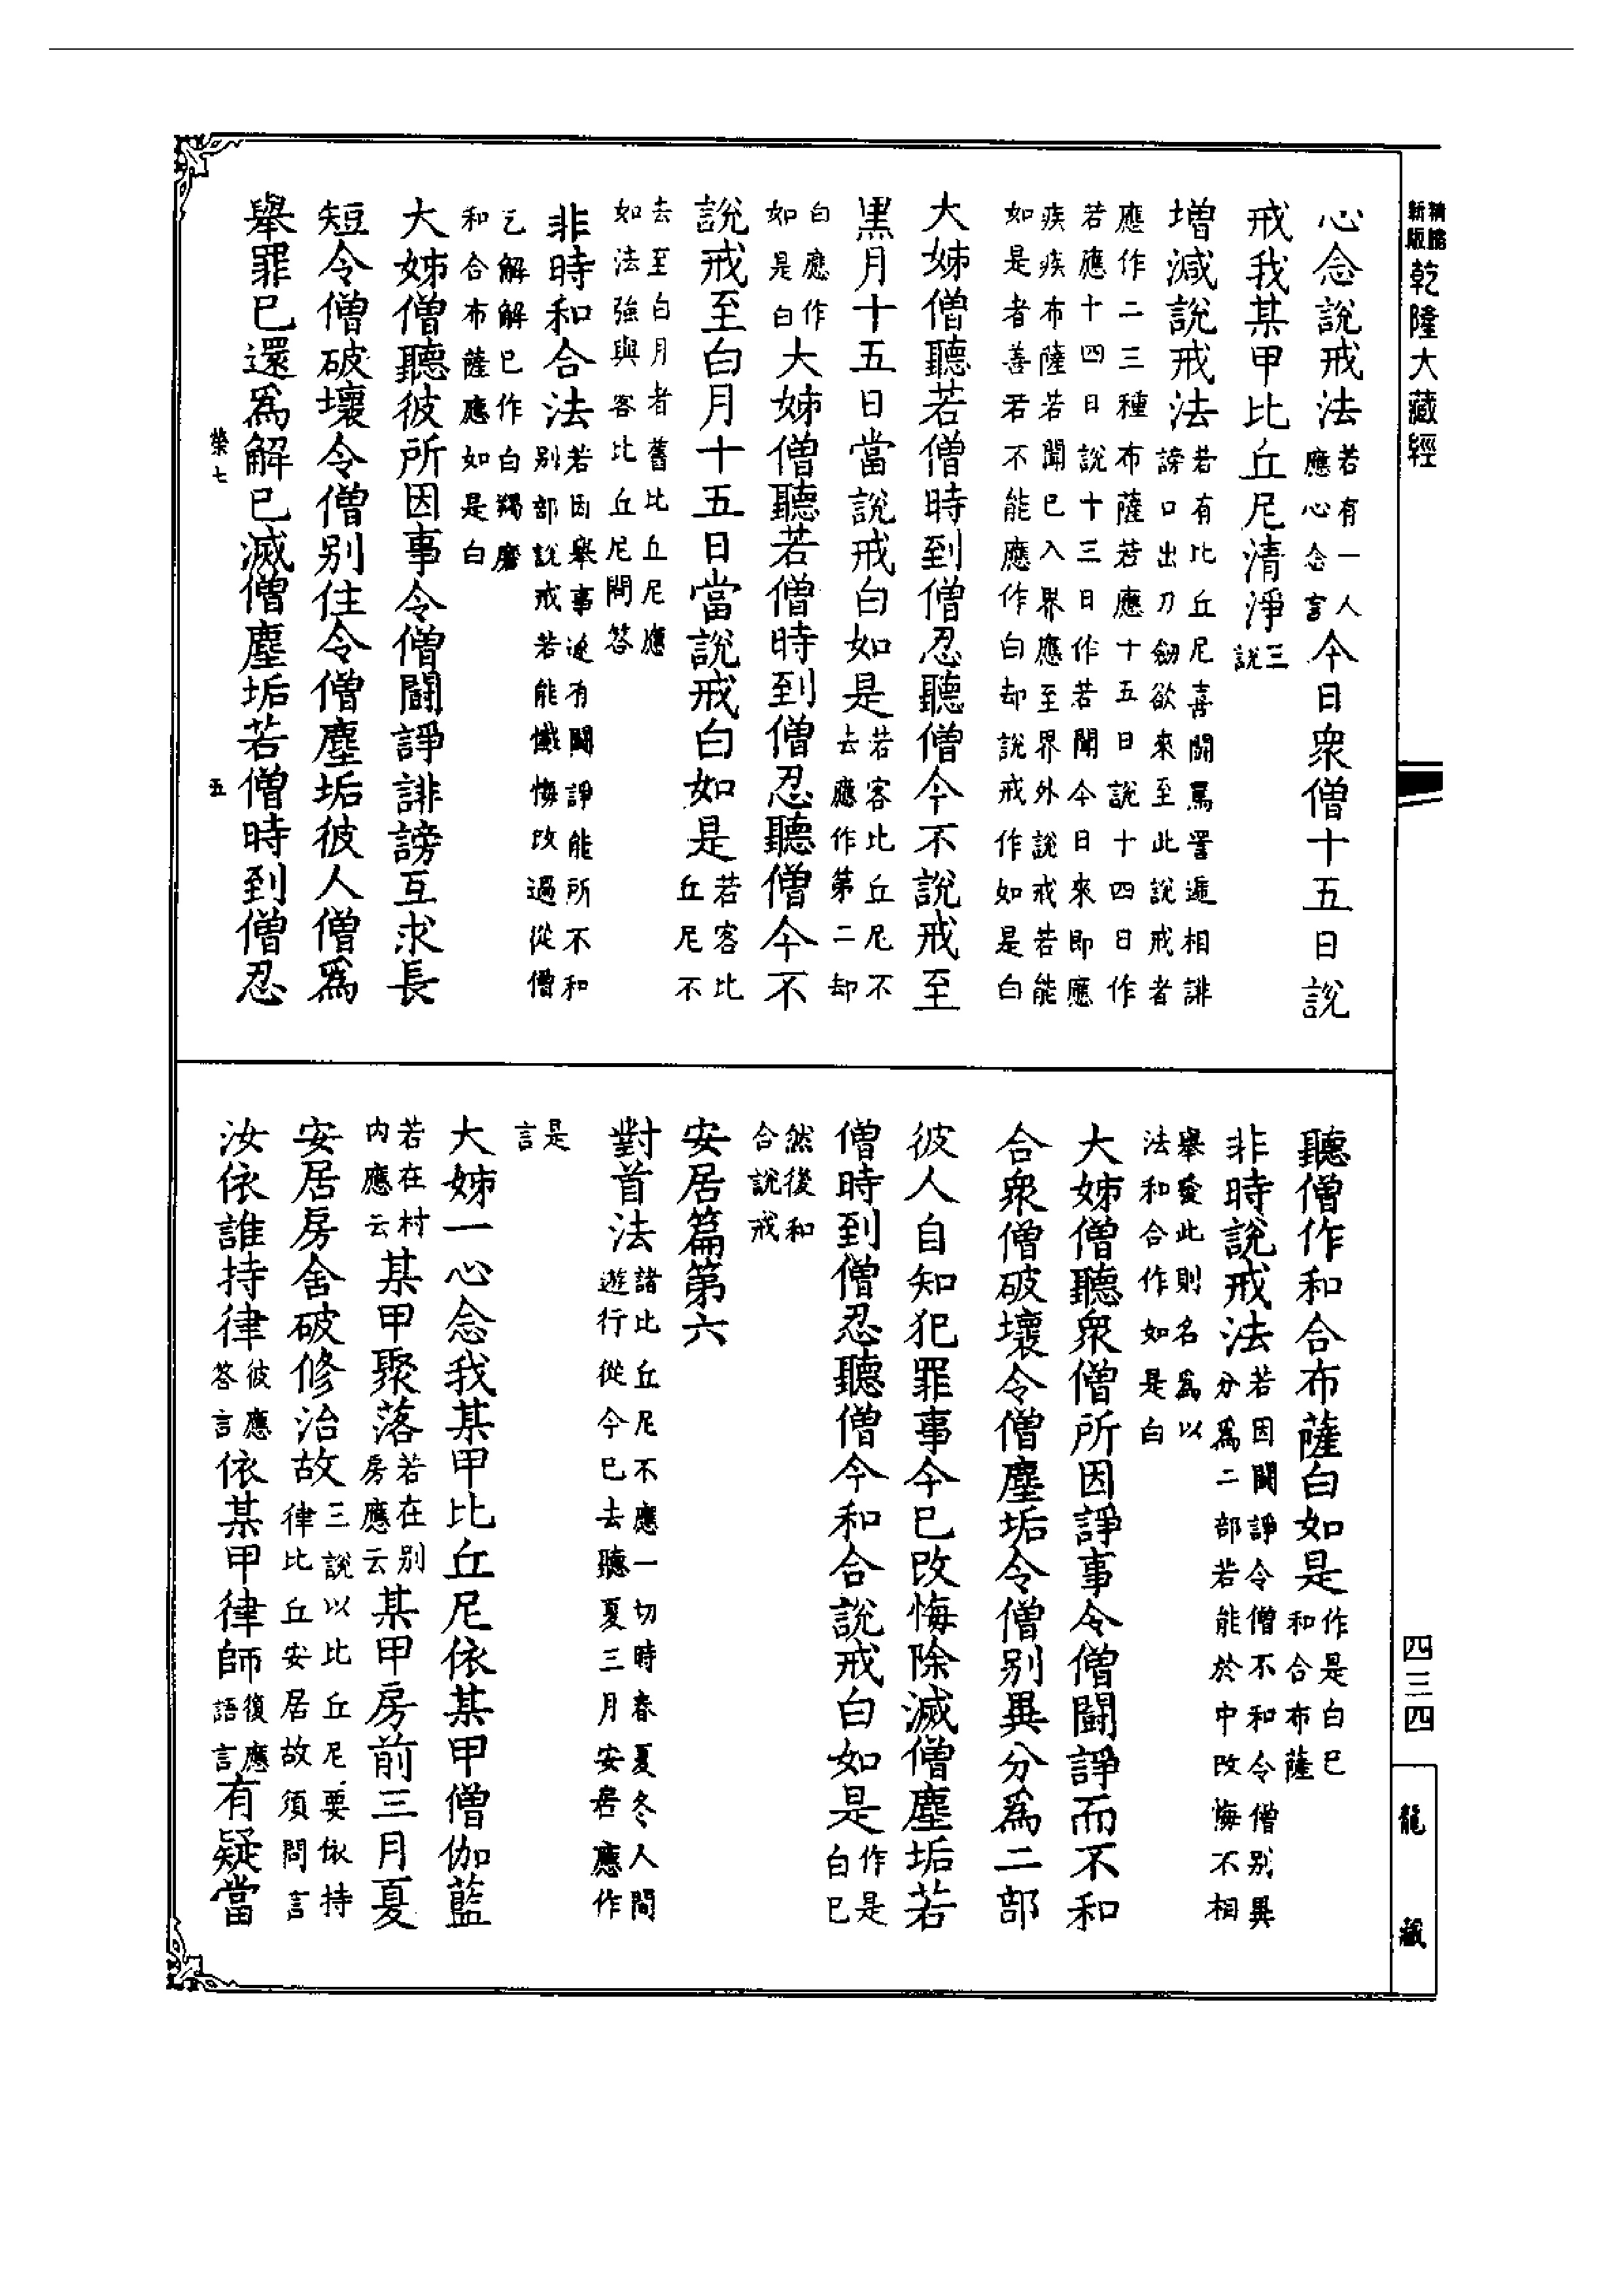 新版
乾隆大藏經
心念說戒法若有一人應心念言今日衆僧十五日說
戒我某甲比丘尼清淨三說
增減說戒法若有比丘尼喜鬪罵詈遞相誹謗口出刀劒欲來至此說戒者
應作二三種布薩若應十五日說十四日作若應十四日說十三日作若聞今日來即應
疾疾布薩若聞已入界應至界外說戒若能如是者善若不能應作白却說戒作如是白
大姊僧聽若僧時到僧忍聽僧今不說戒至
黑月十五日當說戒白如是若客比丘尼不去應作第二却
白應作如是白大姊僧聽若僧時到僧忍聽僧今不
說戒至白月十五日當說戒白如是若客比丘尼不
去至白月者舊比丘尼應如法強與客比丘尼問答
非時和合法若因舉事遂有鬪諍能所不和别部說戒若能懺悔改過從僧
乞解解已作白羯磨和合布薩應如是白
大姊僧聽彼所因事令僧鬪諍誹謗互求長
短令僧破壞令僧别住令僧塵垢彼人僧爲
舉罪已還爲解已滅僧塵垢若僧時到僧忍
榮七
五
聽僧作和合布薩白如是作是白已和合布薩
非時說戒法若因鬪諍令僧不和令僧别異分爲二部若能於中改悔不相
舉發此則名爲以法和合作如是白
大姊僧聽衆僧所因諍事令僧鬪諍而不和
合衆僧破壞令僧塵垢令僧别異分爲二部
彼人自知犯罪事今已改悔除滅僧塵垢若
僧時到僧忍聽僧今和合說戒白如是作是白已
然後和合說戒
安居篇第六
對首法諸比丘尼不應一切時春夏冬人間遊行從今已去聽夏三月安居應作
是言
大姊一心念我某甲比丘尼依某甲僧伽藍
若在村内應云某甲聚落若在别房應云某甲房前三月夏
安居房舍破修治故三說以比丘尼要依持律比丘安居故須問言
汝依誰持律彼應答言依某甲律師復應語言有疑當
四三四
龍藏